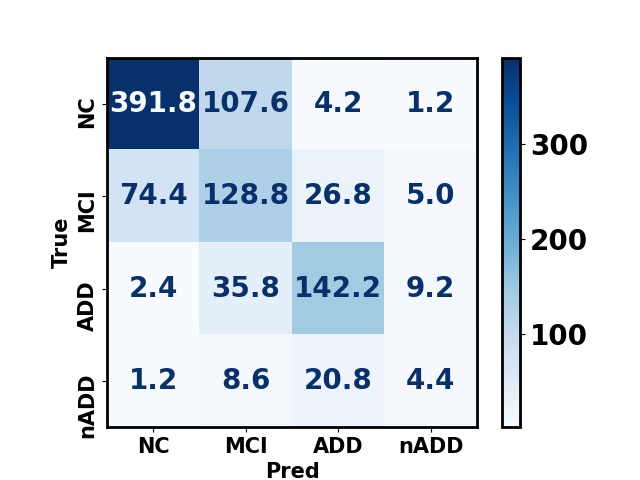 NC 391.8 107.6 4.2 1.2
MCI 74.4 128.8 26.8 5.0
ADD 2.4 35.8 142.2 9.2
nADD 1.2 8.6 20.8 4.4
NC MCI ADD nADD
Pred
True
300
200
100